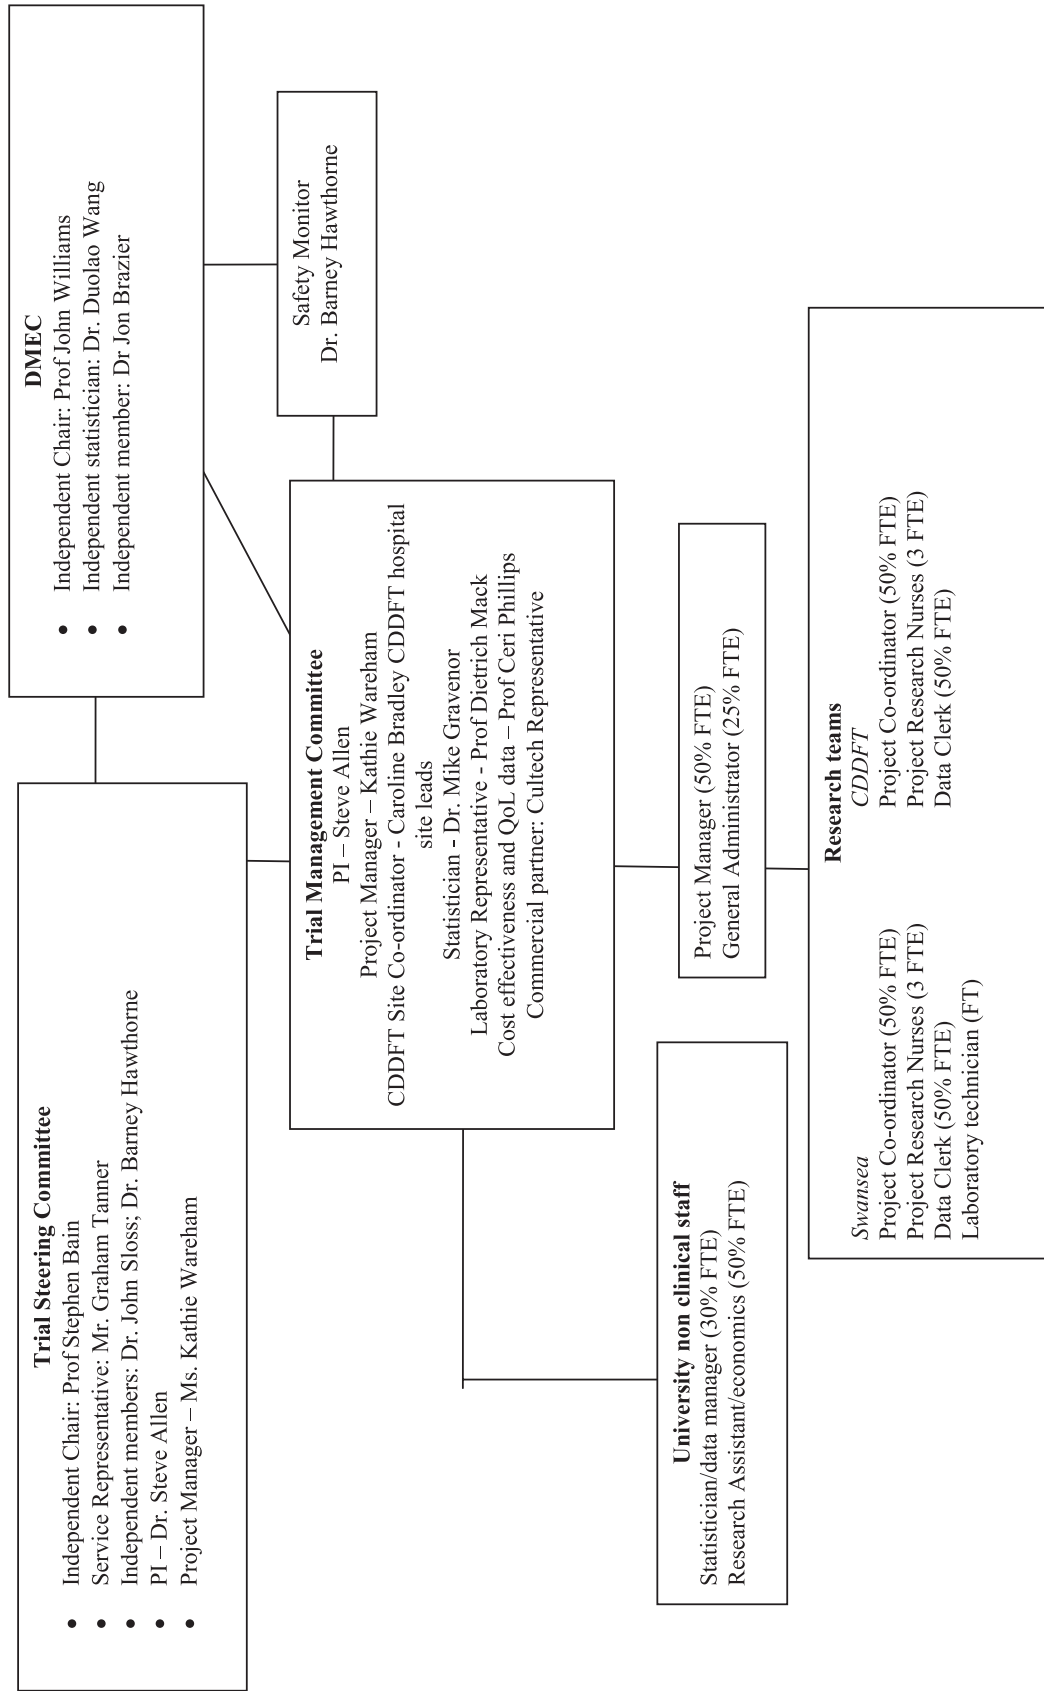 Trial Steering Committee
• Independent Chair: Prof Stephen Bain
• Service Representative: Mr. Graham Tanner
• Independent members: Dr. John Sloss; Dr. Barney Hawthorne
• PI – Dr. Steve Allen
• Project Manager – Ms. Kathie Wareham
DMEC
• Independent Chair: Prof John Williams
• Independent statistician: Dr. Duolao Wang
• Independent member: Dr Jon Brazier
Safety Monitor
Dr. Barney Hawthorne
Trial Management Committee
PI – Steve Allen
Project Manager – Kathie Wareham
CDDFT Site Co-ordinator - Caroline Bradley CDDFT hospital
site leads
Statistician - Dr. Mike Gravenor
Laboratory Representative - Prof Dietrich Mack
Cost effectiveness and QoL data – Prof Ceri Phillips
Commercial partner: Cultech Representative
University non clinical staff
Statistician/data manager (30% FTE)
Research Assistant/economics (50% FTE)
Project Manager (50% FTE)
General Administrator (25% FTE)
Research teams
Swansea
Project Co-ordinator (50% FTE)
Project Research Nurses (3 FTE)
Data Clerk (50% FTE)
Laboratory technician (FT)
CDDFT
Project Co-ordinator (50% FTE)
Project Research Nurses (3 FTE)
Data Clerk (50% FTE)